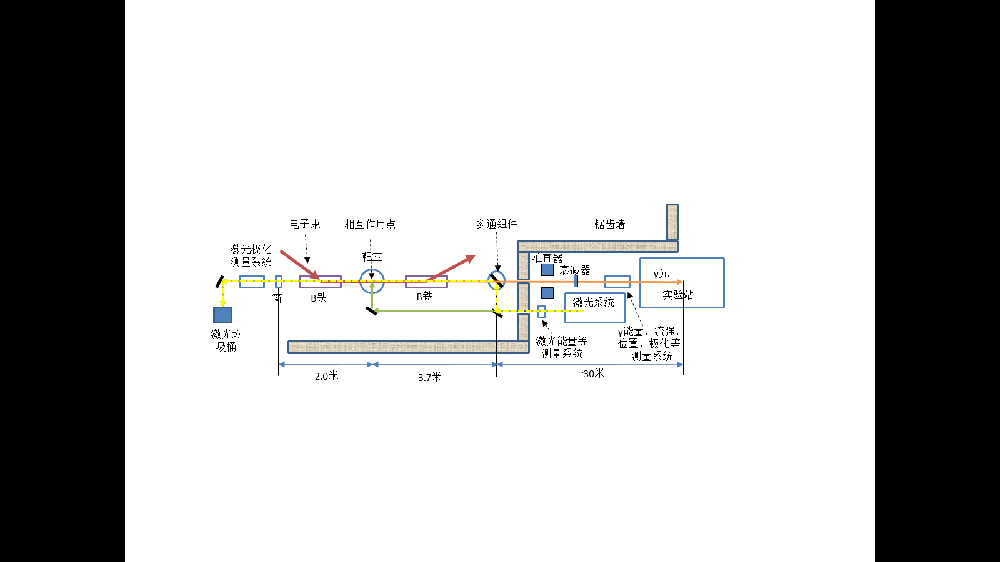 电子束
相互作用点
多通组件
锯齿墙
激光极化
测量系统
靶室
准直器
衰减器
γ光
窗
B铁
B铁
实验站
激光系统
激光垃
圾桶
激光能量等
测量系统
γ能量，流强，
位置，极化等
测量系统
2.0米
3.7米
~30米